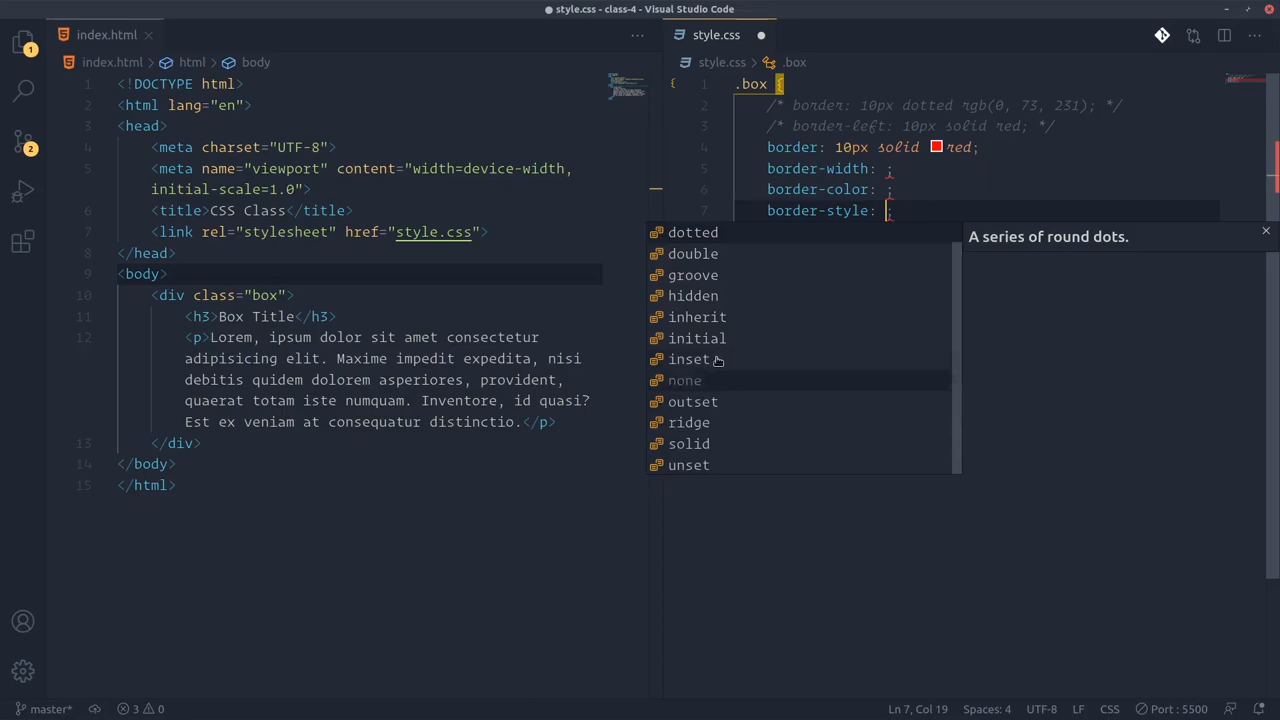 style.css - class-4 - Visual Studio Code
index.html
index.html html body
1 <!DOCTYPE html>
2 <html lang="en">
3 <head>
4 <meta charset="UTF-8">
5 <meta name="viewport" content="width=device-width,
initial-scale=1.0">
6 <title>CSS Class</title>
7 <link rel="stylesheet" href="style.css">
8 </head>
9 <body>
10 <div class="box">
11 <h3>Box Title</h3>
12 <p>Lorem, ipsum dolor sit amet consectetur
adipisicing elit. Maxime impedit expedita, nisi
debitis quidem dolorem asperiores, provident,
quaerat totam iste numquam. Inventore, id quasi?
Est ex veniam at consequatur distinctio.</p>
13 </div>
14 </body>
15 </html>
style.css
style.css .box
{ 1 .box {
2 /* border: 10px dotted rgb(0, 73, 231); */
3 /* border-left: 10px solid red; */
4 border: 10px solid red;
5 border-width: ;
6 border-color: ;
7 border-style: ;
dotted
double
groove
hidden
inherit
initial
inset
none
outset
ridge
solid
unset
A series of round dots.
1
2
master* 3 0
Ln 7, Col 19 Spaces: 4 UTF-8 LF CSS Port : 5500